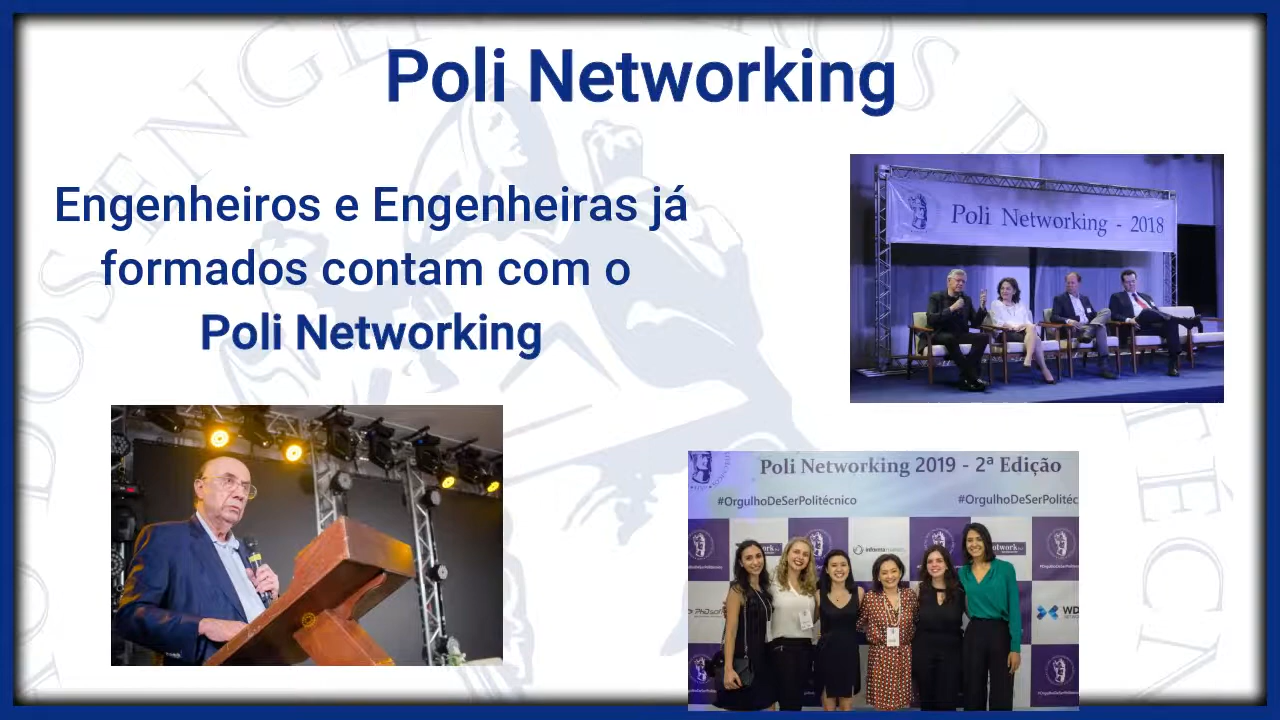 Poli Networking
Engenheiros e Engenheiras já
formados contam com o
Poli Networking
Poli Networking - 2018
Poli Networking 2019 - 2ª Edição
#OrgulhoDeSerPolitécnico
#OrgulhoDeSerPolitéc